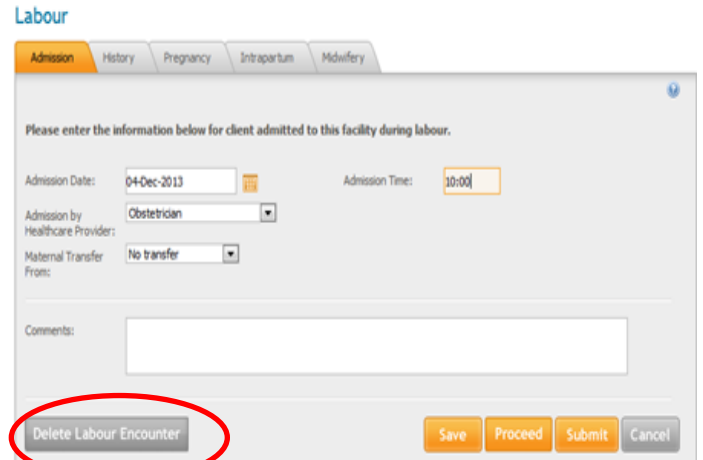 Labour
Admission History Pregnancy Intrapartum Midwifery
Please enter the information below for client admitted to this facility during labour.
Admission Date: 04-Dec-2013 Admission Time: 10:00
Admission by
Healthcare Provider: Obstetrician
Maternal Transfer
From: No transfer
Comments:
Delete Labour Encounter Save Proceed Submit Cancel